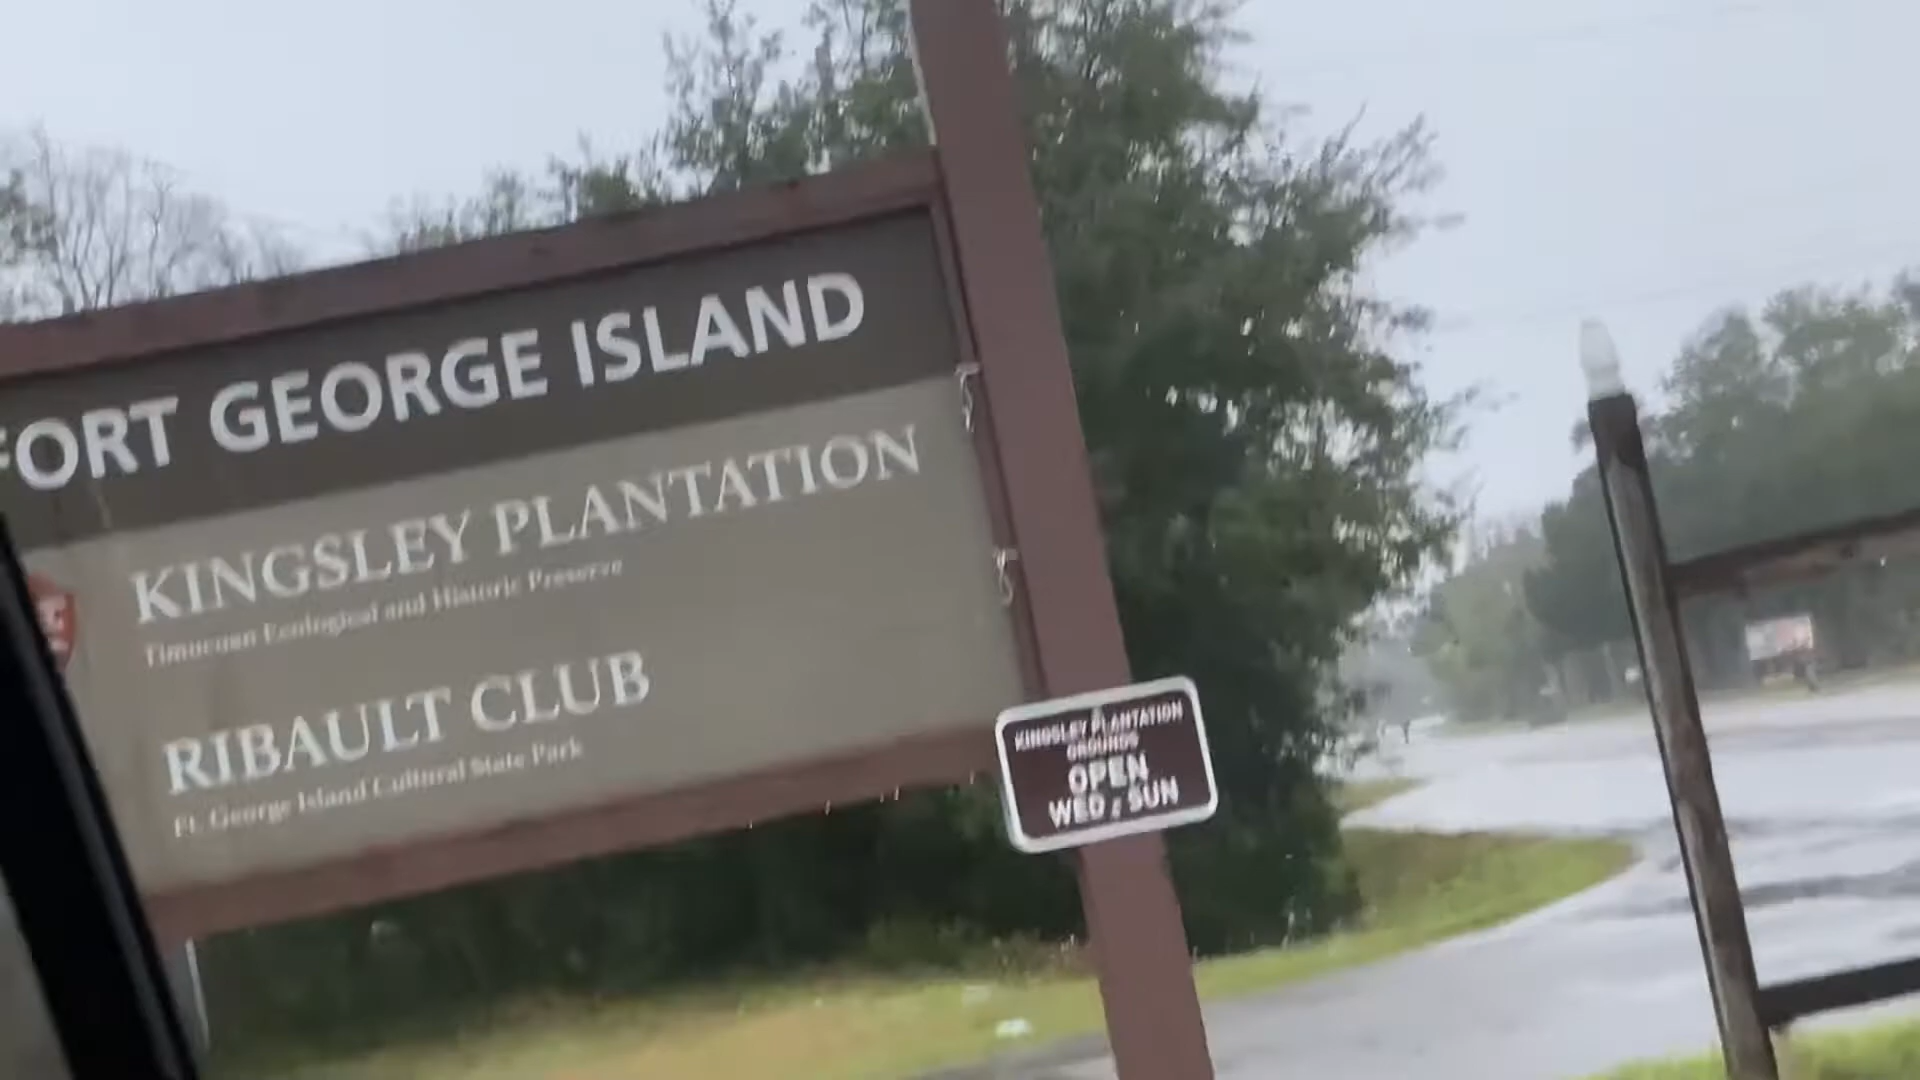 FORT GEORGE ISLAND
KINGSLEY PLANTATION
Timucuan Ecological and Historic Preserve
RIBAULT CLUB
Ft. George Island Cultural State Park
KINGSLEY PLANTATION
GROUNDS
OPEN
WED - SUN